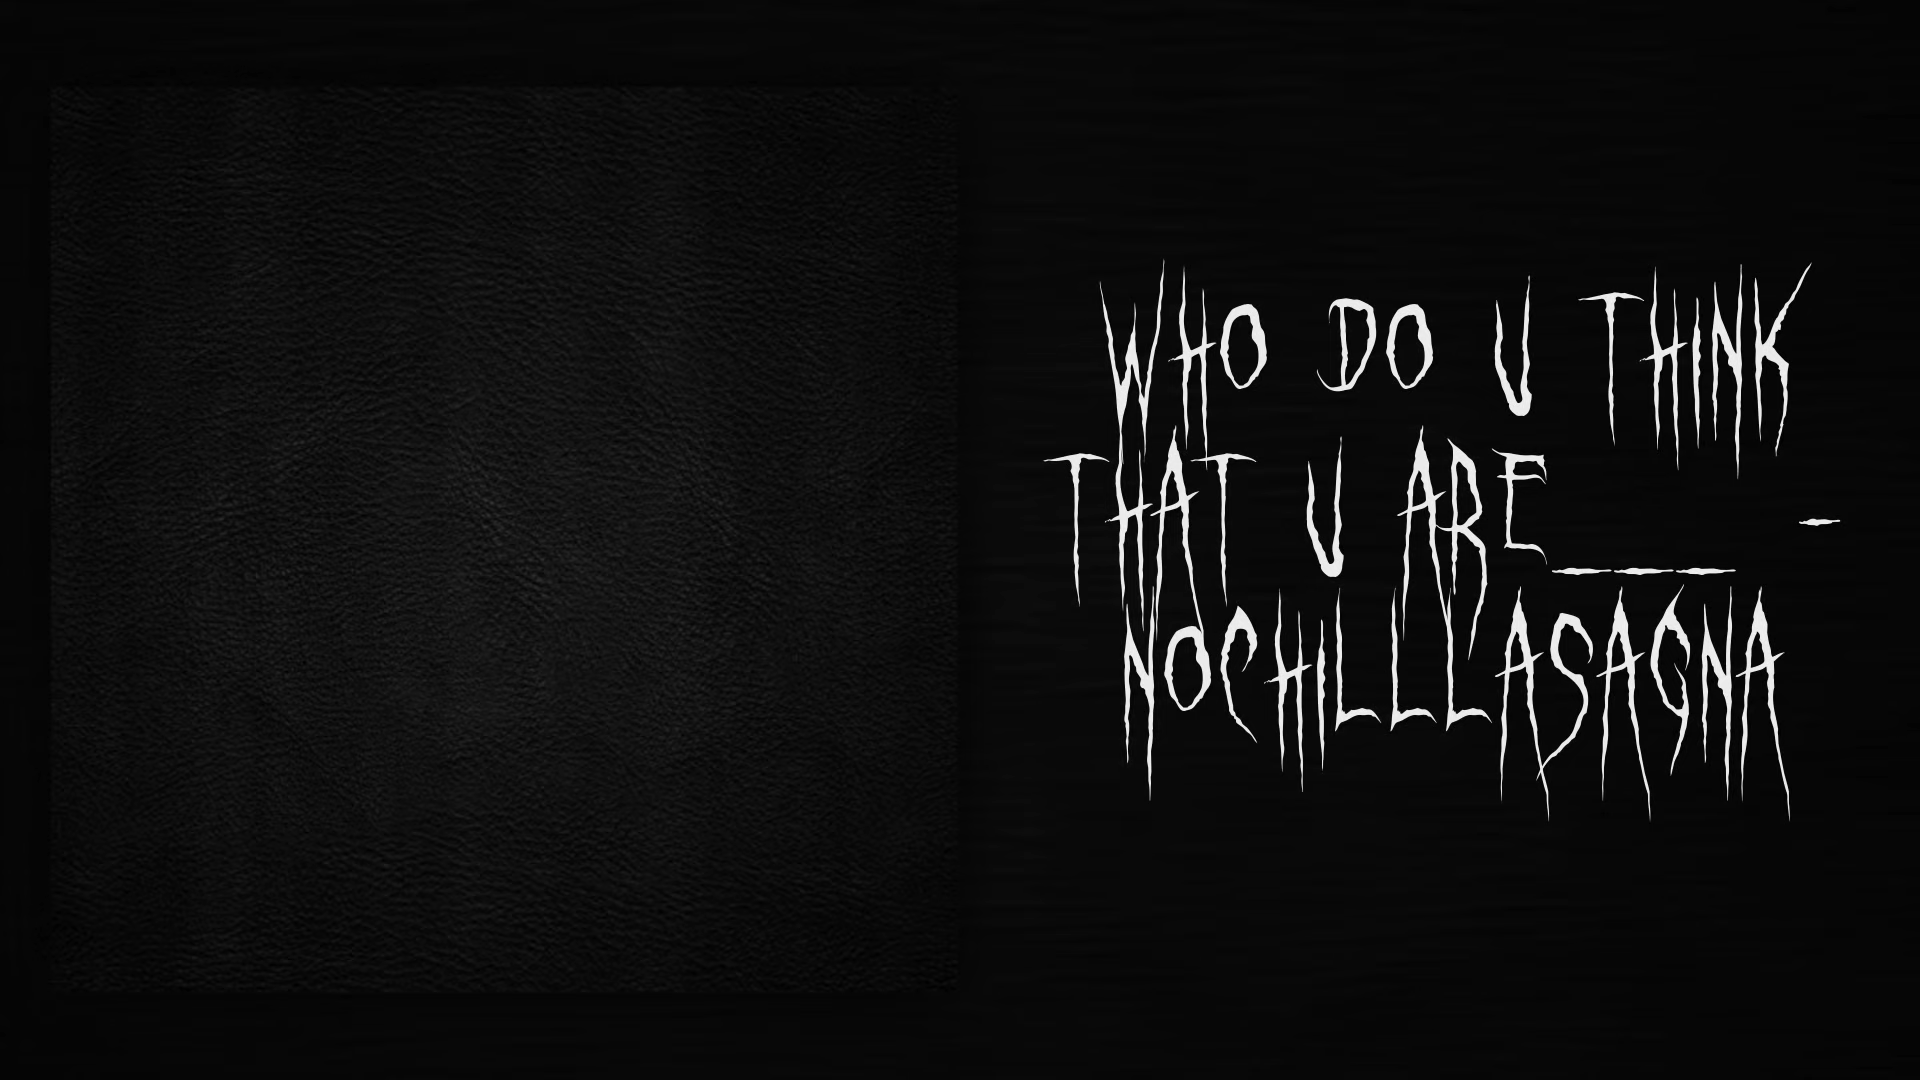 WHO DO U THINK
THAT U ARE___ -
NOCHILLLASAGNA